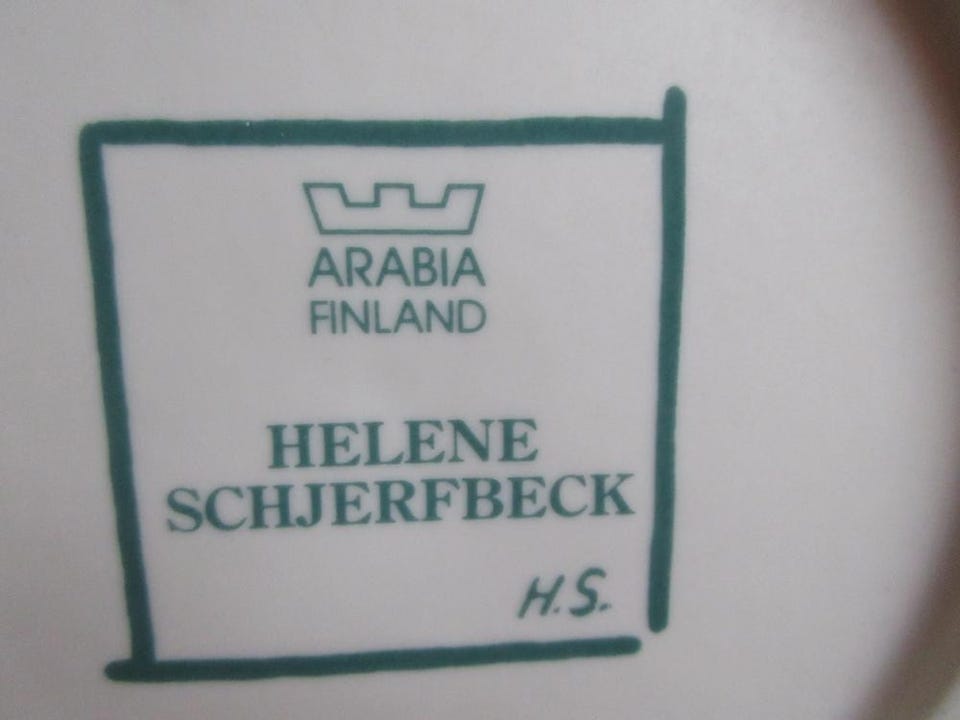 ARABIA
FINLAND
HELENE
SCHJERFBECK
H.S.